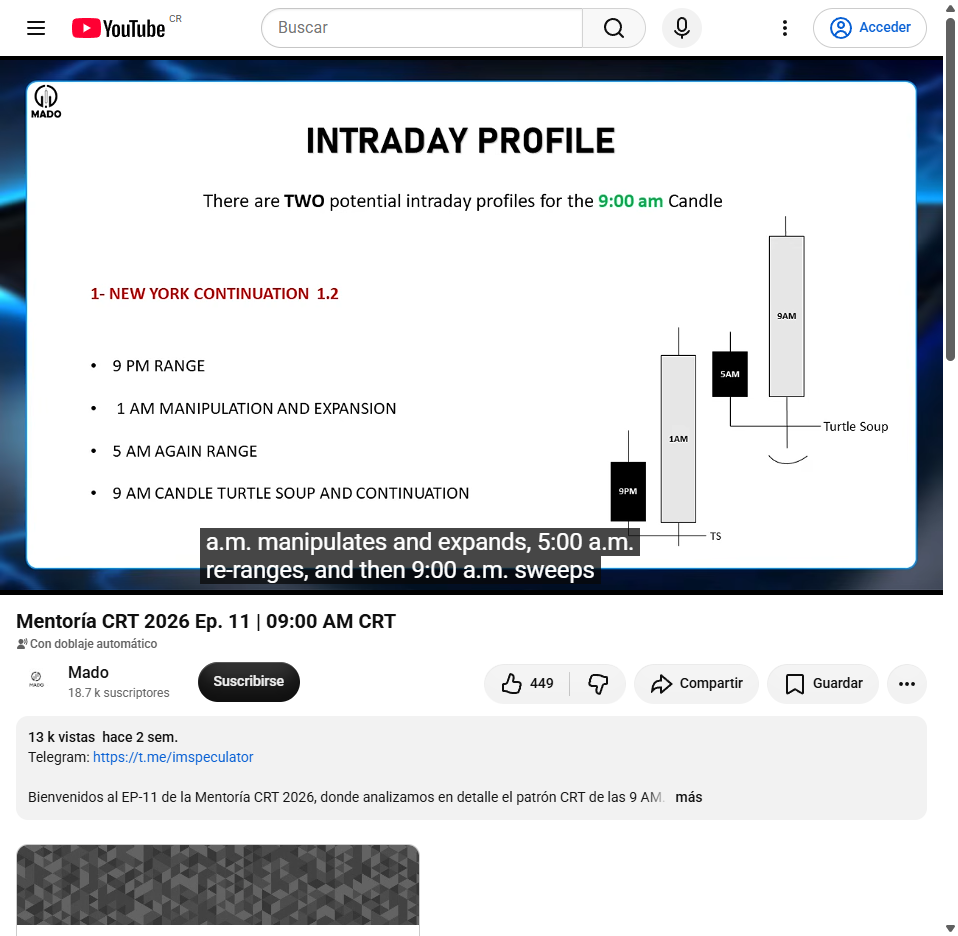 YouTube CR
Buscar
Acceder
MADO
INTRADAY PROFILE
There are TWO potential intraday profiles for the 9:00 am Candle
1- NEW YORK CONTINUATION 1.2
• 9 PM RANGE
• 1 AM MANIPULATION AND EXPANSION
• 5 AM AGAIN RANGE
• 9 AM CANDLE TURTLE SOUP AND CONTINUATION
9AM
5AM
Turtle Soup
1AM
9PM
TS
a.m. manipulates and expands, 5:00 a.m.
re-ranges, and then 9:00 a.m. sweeps
Mentoría CRT 2026 Ep. 11 | 09:00 AM CRT
Con doblaje automático
MADO
Mado
18.7 k suscriptores
Suscribirse
449
Compartir
Guardar
13 k vistas hace 2 sem.
Telegram: https://t.me/imspeculator
Bienvenidos al EP-11 de la Mentoría CRT 2026, donde analizamos en detalle el patrón CRT de las 9 AM. más